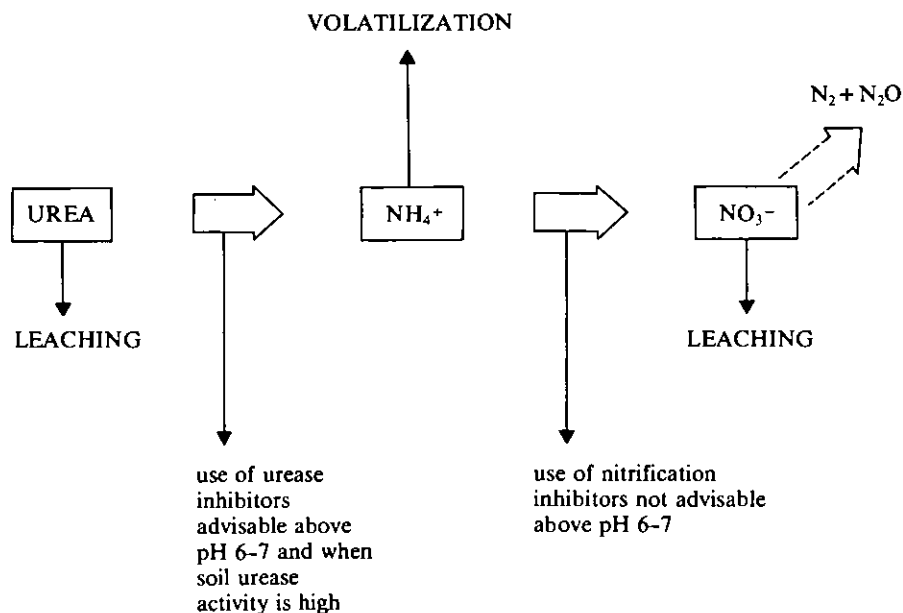 VOLATILIZATION
N₂ + N₂O
UREA
NH₄⁺
NO₃⁻
LEACHING
LEACHING
use of urease
inhibitors
advisable above
pH 6–7 and when
soil urease
activity is high
use of nitrification
inhibitors not advisable
above pH 6–7